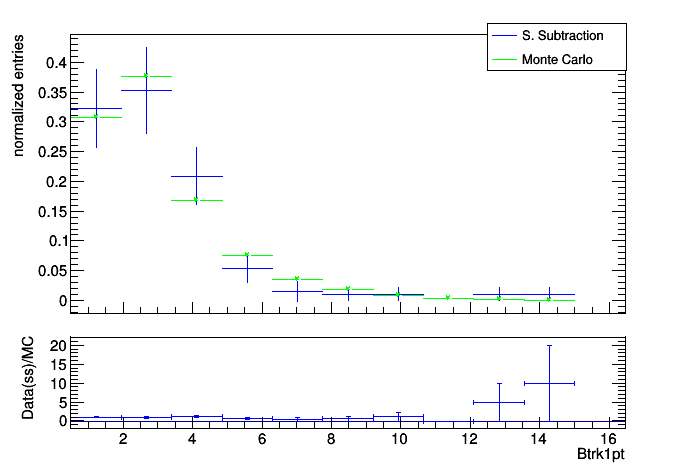 S. Subtraction
Monte Carlo
normalized entries
0.4
0.35
0.3
0.25
0.2
0.15
0.1
0.05
0
Data(ss)/MC
20
15
10
5
0
2 4 6 8 10 12 14 16
Btrk1pt